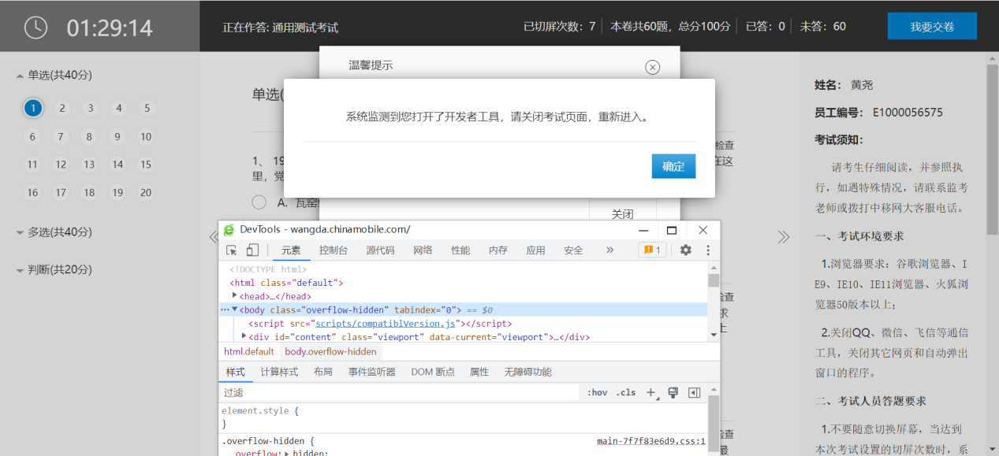 01:29:14
正在作答: 通用测试考试
已切屏次数: 7
本卷共60题, 总分100分
已答: 0
未答: 60
我要交卷
单选(共40分)
1 2 3 4 5
6 7 8 9 10
11 12 13 14 15
16 17 18 19 20
多选(共40分)
判断(共20分)
温馨提示
单选(
系统监测到您打开了开发者工具, 请关闭考试页面, 重新进入。
确定
检查
1、 19
在这
里, 党
A. 瓦窑
关闭
DevTools - wangda.chinamobile.com/
元素 控制台 源代码 网络 性能 内存 应用 安全 » 1
<!DOCTYPE html>
<html class="default">
<head>…</head>
<body class="overflow-hidden" tabindex="0"> == $0
<script src="scripts/compatiblVersion.js"></script>
<div id="content" class="viewport" data-current="viewport">…</div>
html.default body.overflow-hidden
样式 计算样式 布局 事件监听器 DOM 断点 属性 无障碍功能
过滤
:hov .cls
element.style {
}
.overflow-hidden {
main-7f7f83e6d9.css:1
overflow: hidden;
检查
求
上
检查
最
姓名: 黄尧
员工编号: E1000056575
考试须知:
请考生仔细阅读, 并参照执
行, 如遇特殊情况, 请联系监考
老师或拨打中移网大客服电话。
一、考试环境要求
1.浏览器要求: 谷歌浏览器、I
E9、IE10、IE11浏览器、火狐浏
览器50版本以上;
2.关闭QQ、微信、飞信等通信
工具, 关闭其它网页和自动弹出
窗口的程序。
二、考试人员答题要求
1.不要随意切换屏幕, 当达到
本次考试设置的切屏次数时, 系